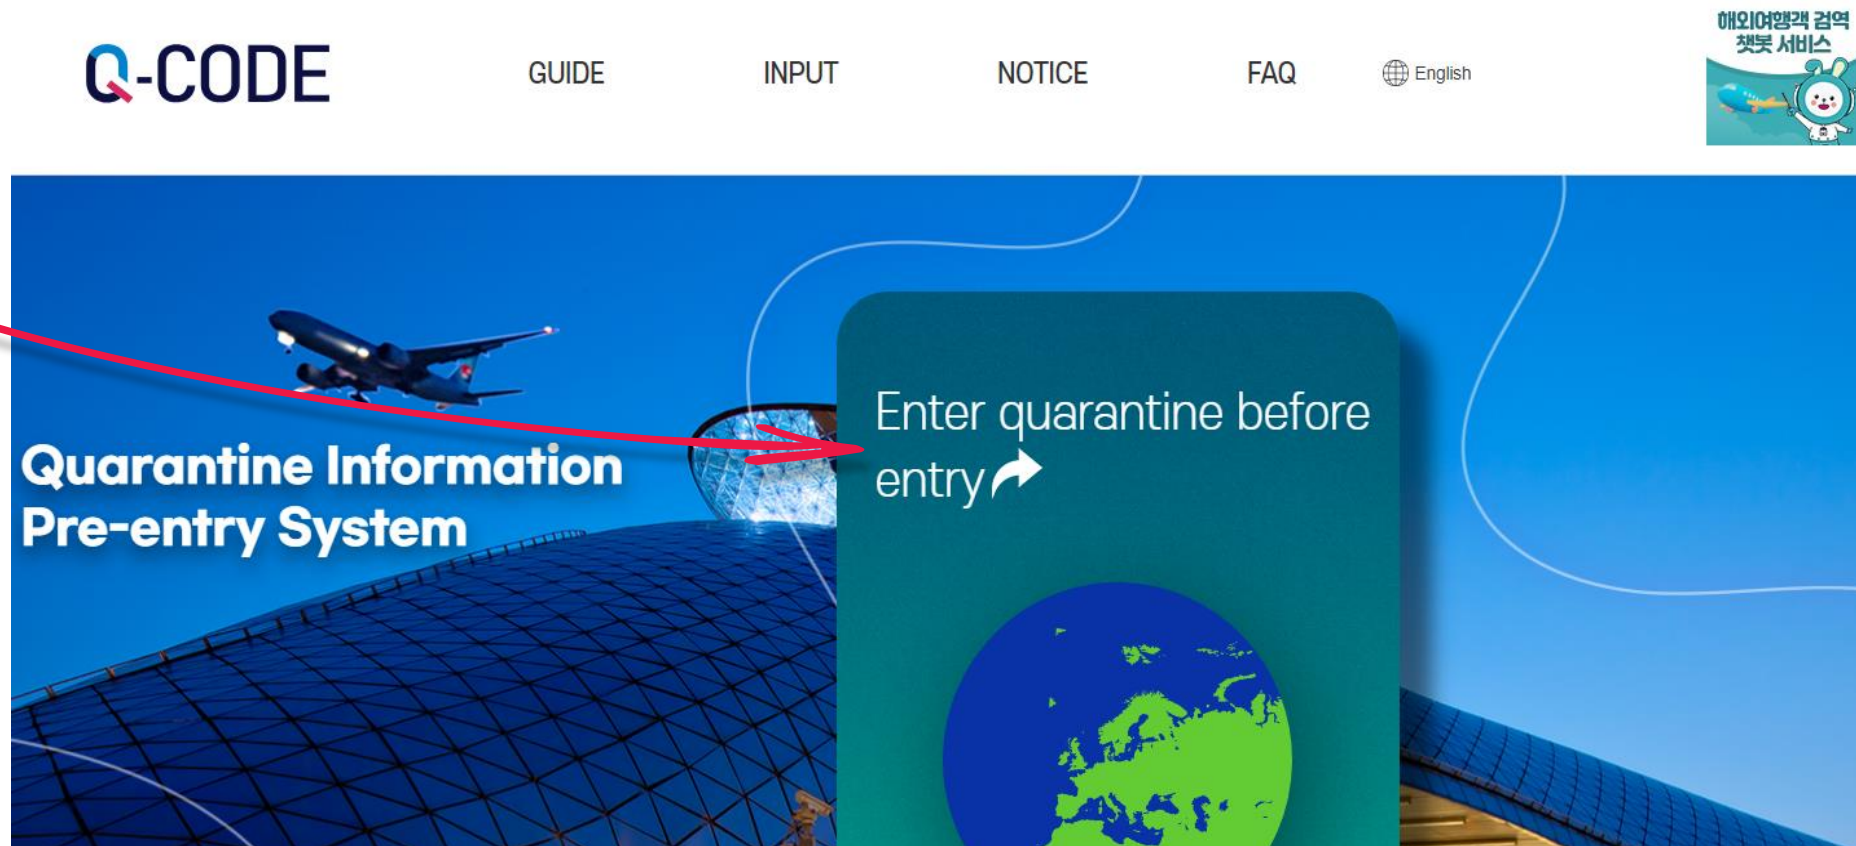 Q-CODE
GUIDE
INPUT
NOTICE
FAQ
English
해외여행객 검역
챗봇 서비스
Quarantine Information
Pre-entry System
Enter quarantine before
entry